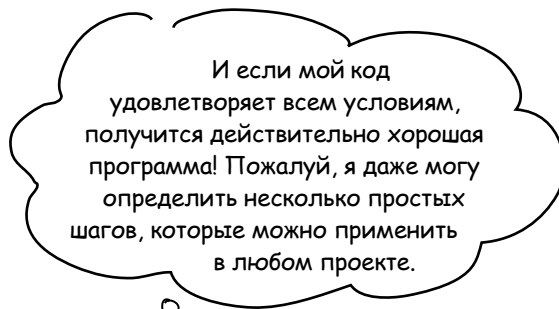 И если мой код
удовлетворяет всем условиям,
получится действительно хорошая
программа! Пожалуй, я даже могу
определить несколько простых
шагов, которые можно применить
в любом проекте.